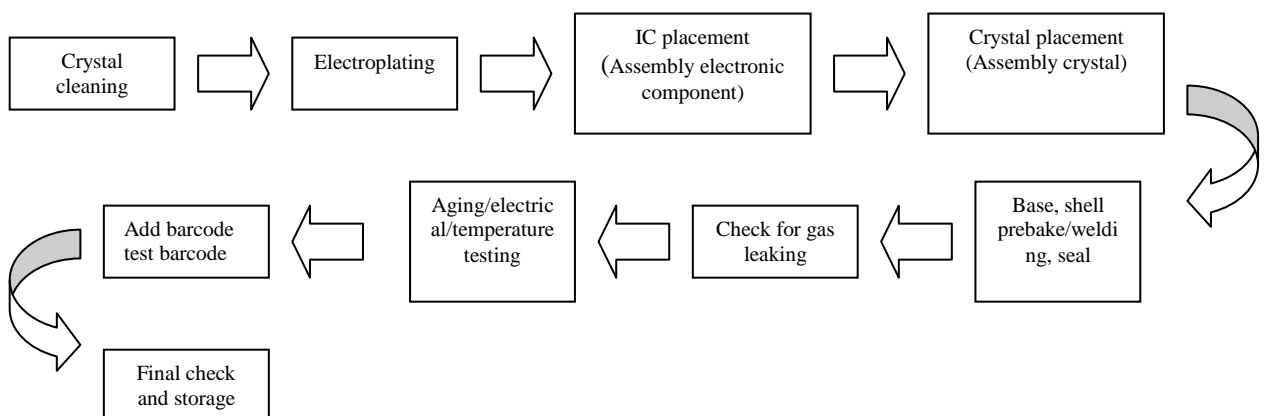 Crystal
cleaning
Electroplating
IC placement
(Assembly electronic
component)
Crystal placement
(Assembly crystal)
Base, shell
prebake/weldi
ng, seal
Check for gas
leaking
Aging/electric
al/temperature
testing
Add barcode
test barcode
Final check
and storage